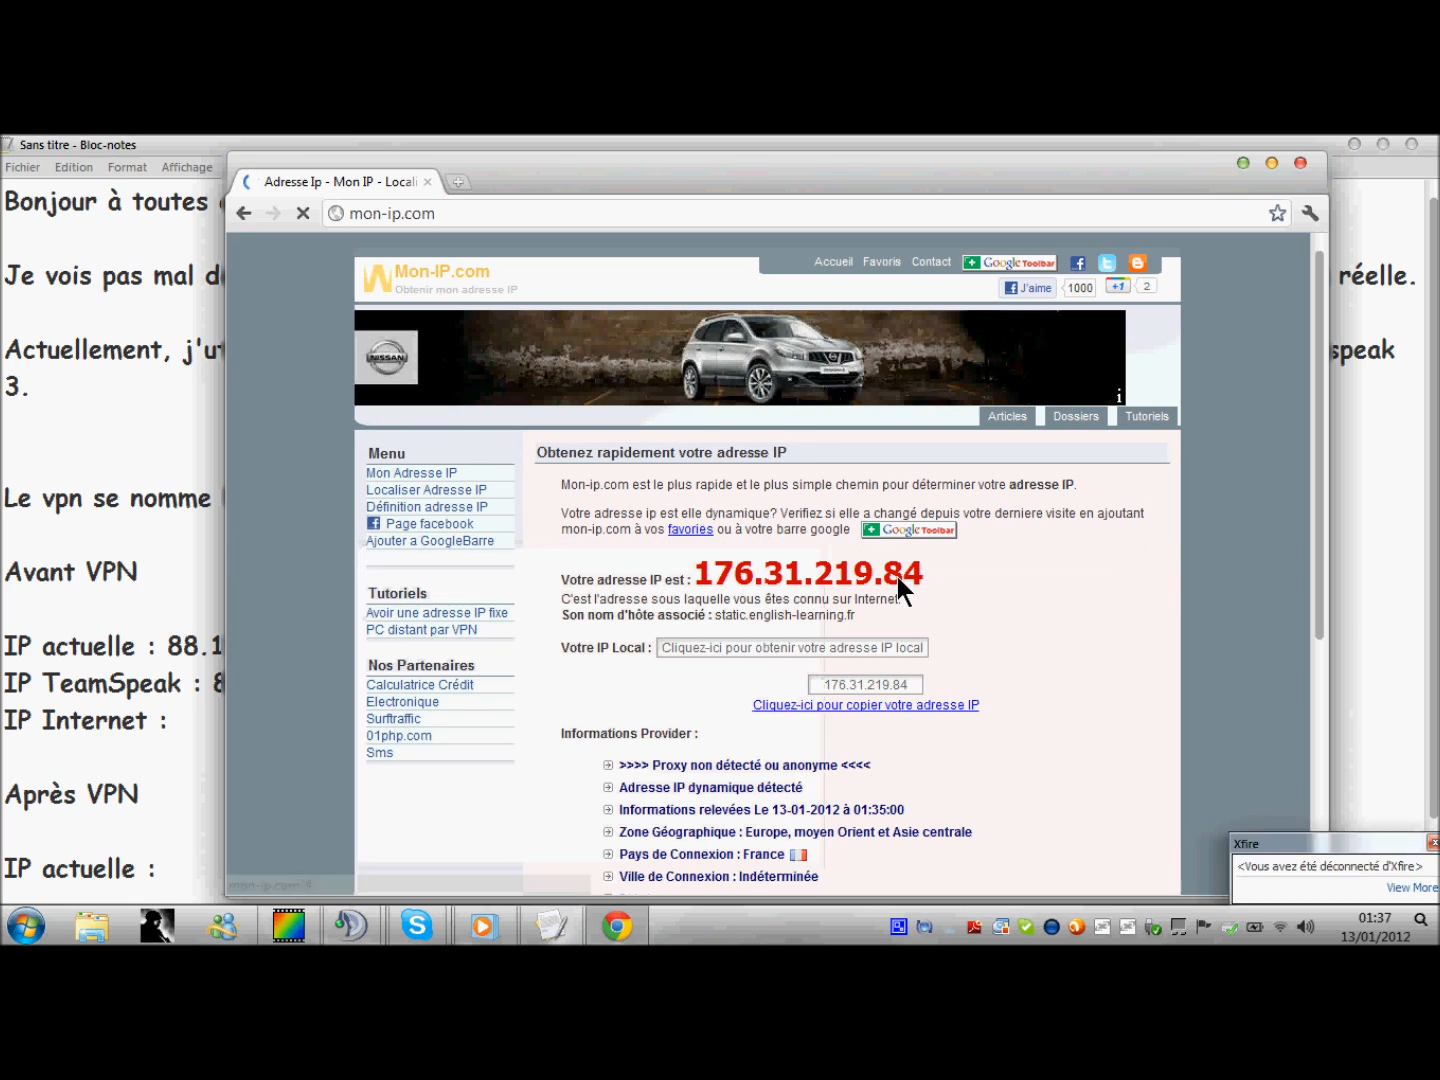 Sans titre - Bloc-notes
Fichier Edition Format Affichage
Bonjour à toutes
Je vois pas mal réelle.
Actuellement, speak
3.
Le vpn se nomme
Avant VPN
IP actuelle : 88.1
IP TeamSpeak : 8
IP Internet :
Après VPN
IP actuelle :
Adresse Ip - Mon IP - Locali
mon-ip.com
Mon-IP.com
Obtenir mon adresse IP
Accueil Favoris Contact Google Toolbar
J'aime 1000 +1 2
NISSAN
i
Articles Dossiers Tutoriels
Menu
Mon Adresse IP
Localiser Adresse IP
Définition adresse IP
Page facebook
Ajouter a GoogleBarre
Tutoriels
Avoir une adresse IP fixe
PC distant par VPN
Nos Partenaires
Calculatrice Crédit
Electronique
Surftraffic
01php.com
Sms
Obtenez rapidement votre adresse IP
Mon-ip.com est le plus rapide et le plus simple chemin pour déterminer votre adresse IP.
Votre adresse ip est elle dynamique? Verifiez si elle a changé depuis votre derniere visite en ajoutant
mon-ip.com à vos favories ou à votre barre google Google Toolbar
Votre adresse IP est : 176.31.219.84
C'est l'adresse sous laquelle vous êtes connu sur Internet.
Son nom d'hôte associé : static.english-learning.fr
Votre IP Local : Cliquez-ici pour obtenir votre adresse IP local
176.31.219.84
Cliquez-ici pour copier votre adresse IP
Informations Provider :
>>>> Proxy non détecté ou anonyme <<<<
Adresse IP dynamique détecté
Informations relevées Le 13-01-2012 à 01:35:00
Zone Géographique : Europe, moyen Orient et Asie centrale
Pays de Connexion : France
Ville de Connexion : Indéterminée
Xfire
<Vous avez été déconnecté d'Xfire>
View More
01:37
13/01/2012